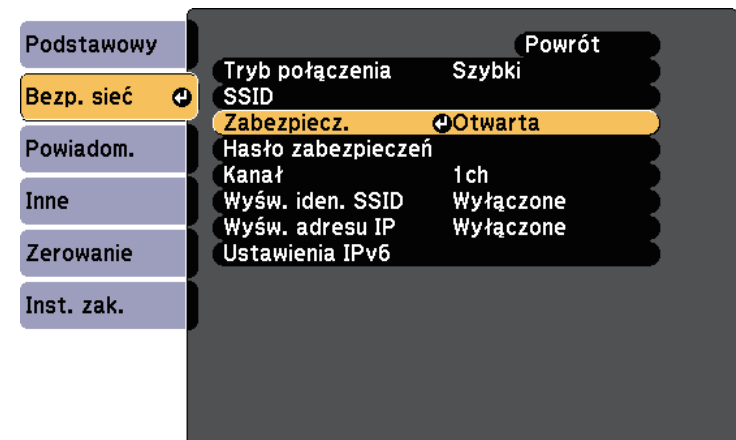 Podstawowy
Bezp. sieć
Powiadom.
Inne
Zerowanie
Inst. zak.
Powrót
Tryb połączenia Szybki
SSID
Zabezpiecz. Otwarta
Hasło zabezpieczeń
Kanał 1ch
Wyśw. iden. SSID Wyłączone
Wyśw. adresu IP Wyłączone
Ustawienia IPv6